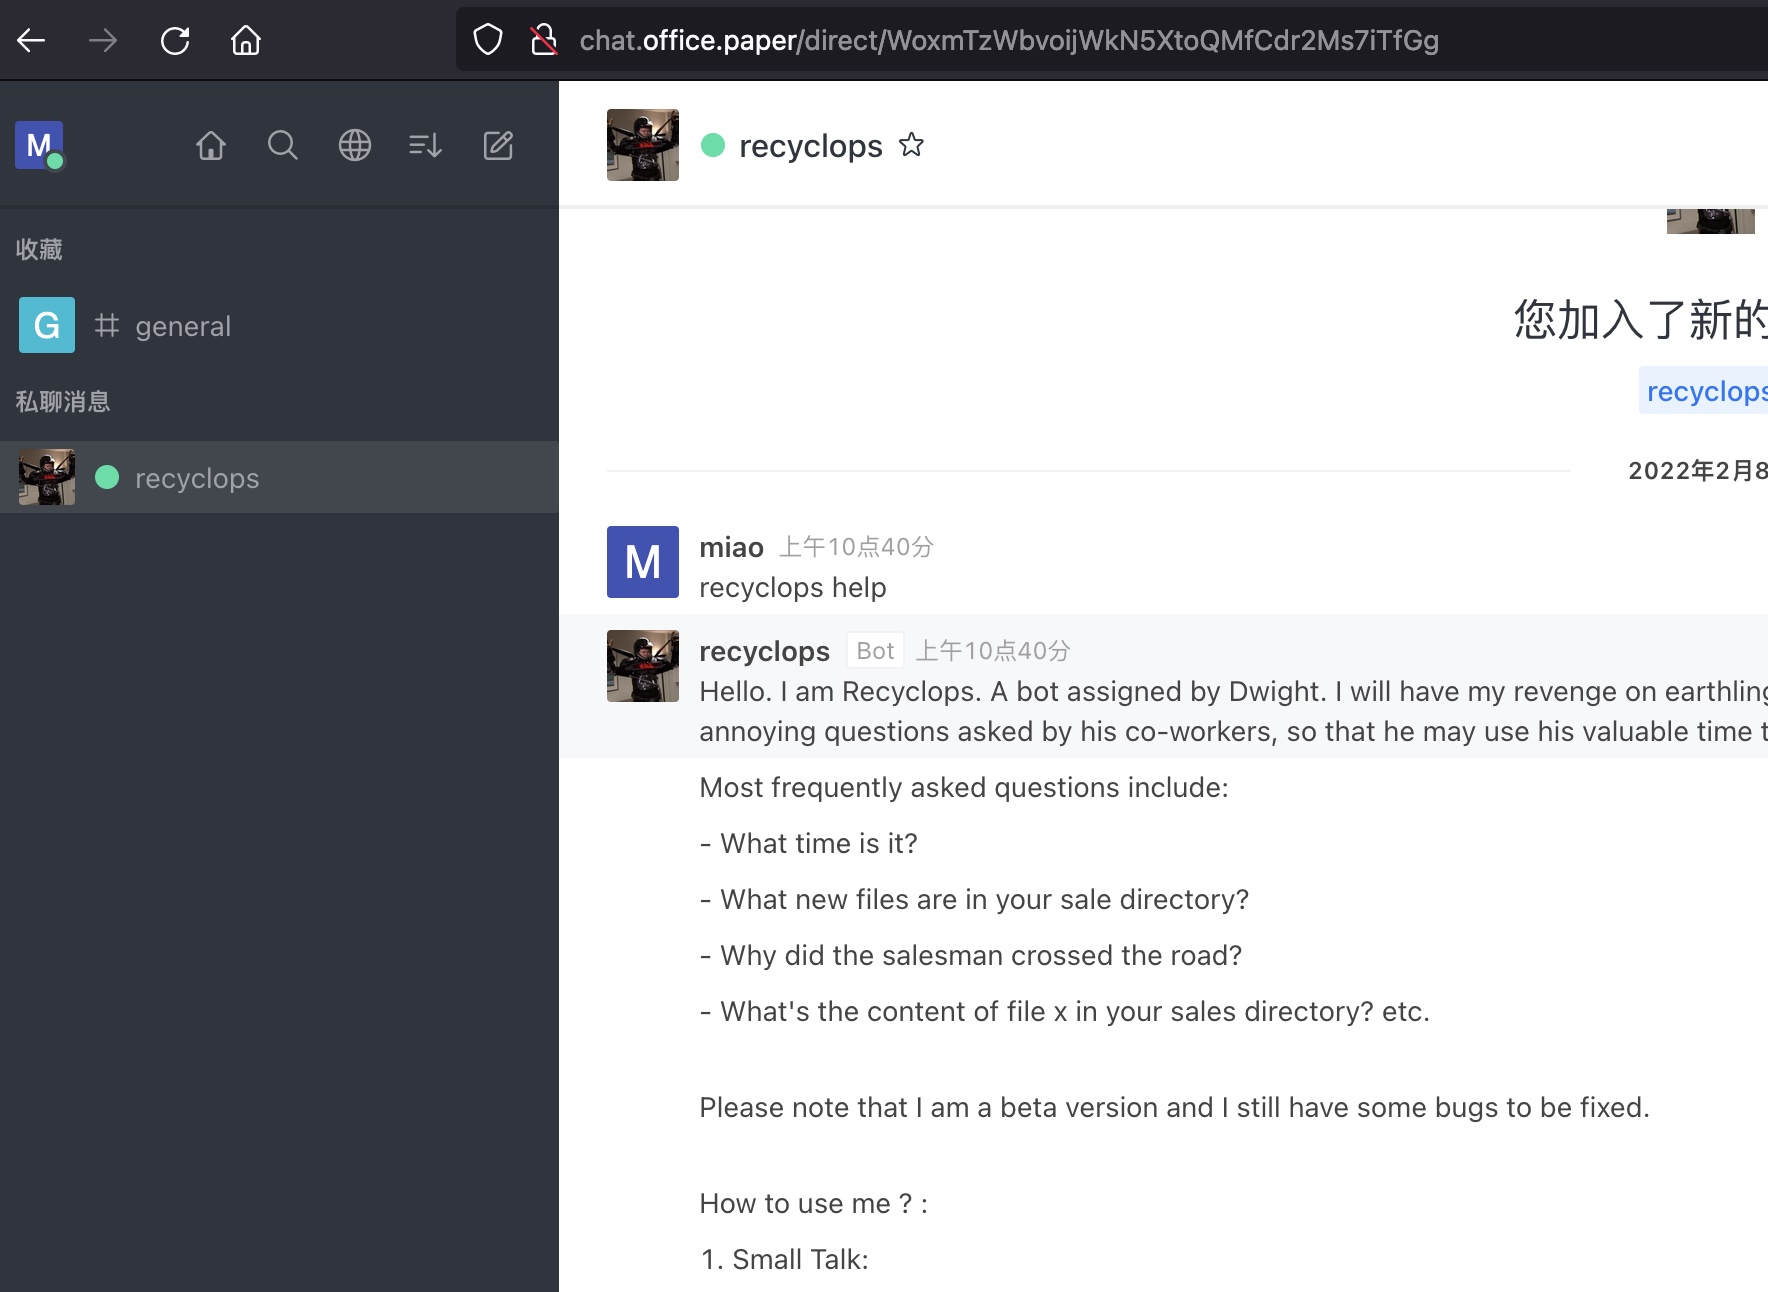 chat.office.paper/direct/WoxmTzWbvoijWkN5XtoQMfCdr2Ms7iTfGg
M
recyclops
收藏
G general
私聊消息
recyclops
您加入了新的
recyclops
2022年2月8
M
miao 上午10点40分
recyclops help
recyclops Bot 上午10点40分
Hello. I am Recyclops. A bot assigned by Dwight. I will have my revenge on earthling
annoying questions asked by his co-workers, so that he may use his valuable time t
Most frequently asked questions include:
- What time is it?
- What new files are in your sale directory?
- Why did the salesman crossed the road?
- What's the content of file x in your sales directory? etc.
Please note that I am a beta version and I still have some bugs to be fixed.
How to use me ? :
1. Small Talk: